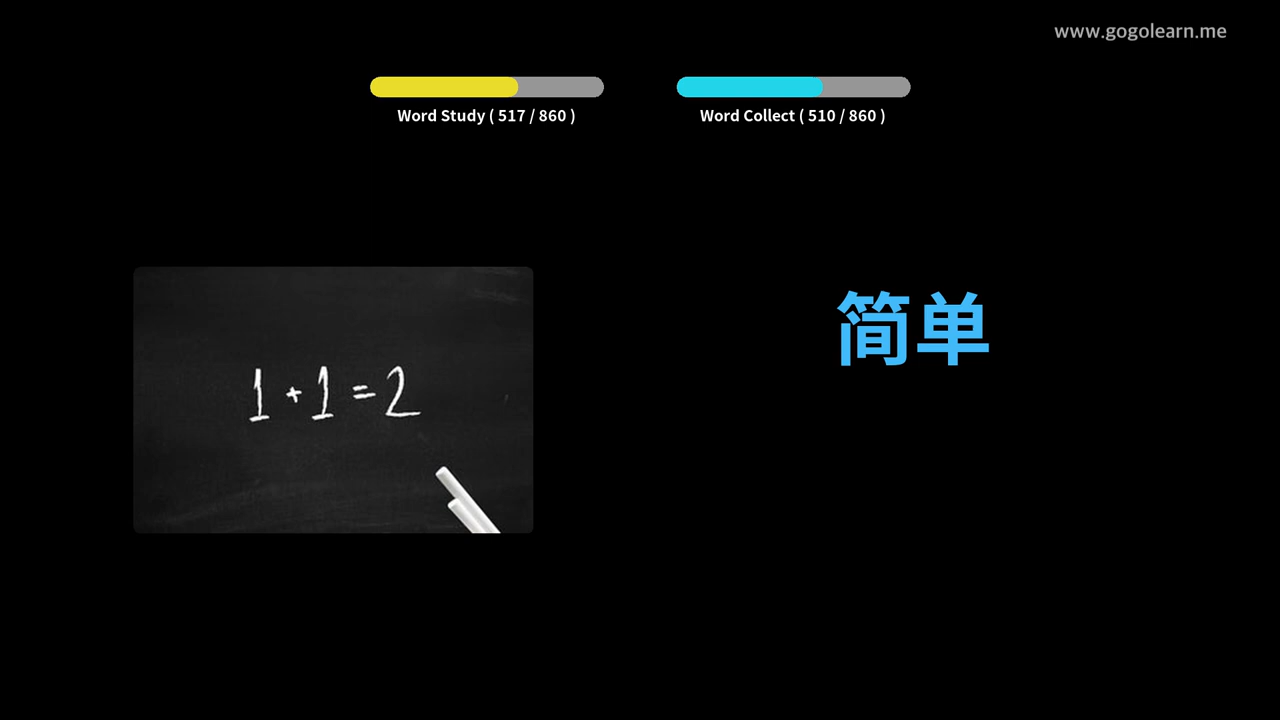 www.gogolearn.me
Word Study ( 517 / 860 )
Word Collect ( 510 / 860 )
简单
1 + 1 = 2